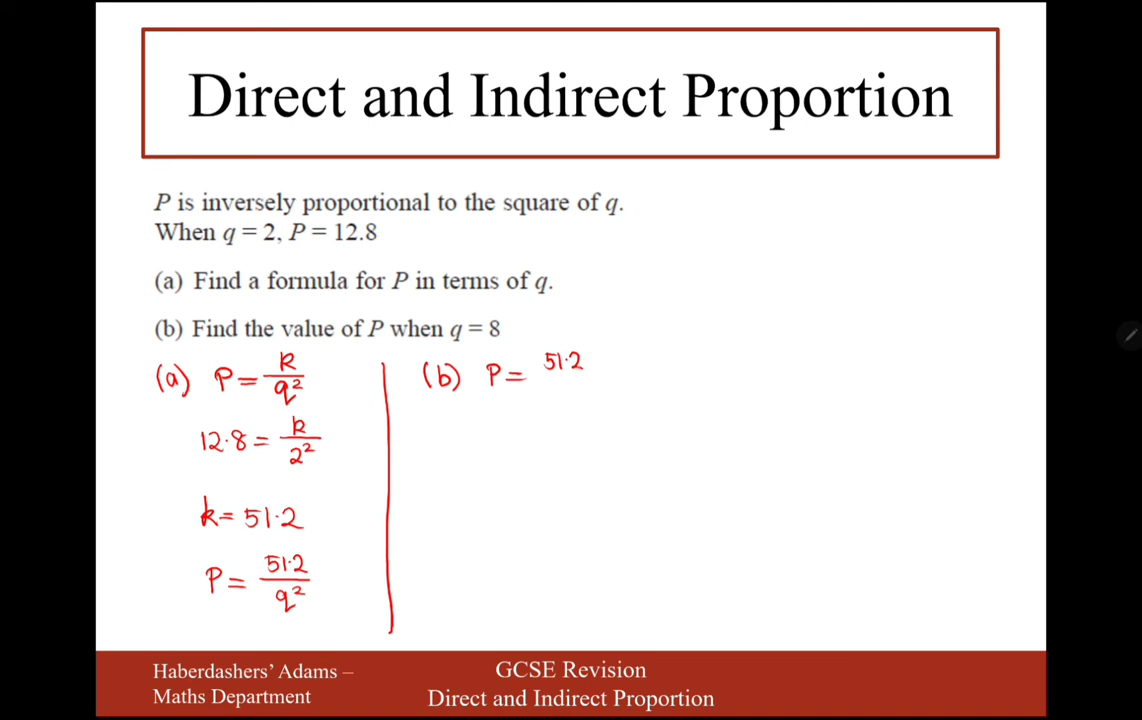 Direct and Indirect Proportion
P is inversely proportional to the square of q.
When q = 2, P = 12.8
(a) Find a formula for P in terms of q.
(b) Find the value of P when q = 8
(a) P = k/q²
12·8 = k/2²
k = 51·2
P = 51·2/q²
(b) P = 51·2
Haberdashers' Adams –
Maths Department
GCSE Revision
Direct and Indirect Proportion